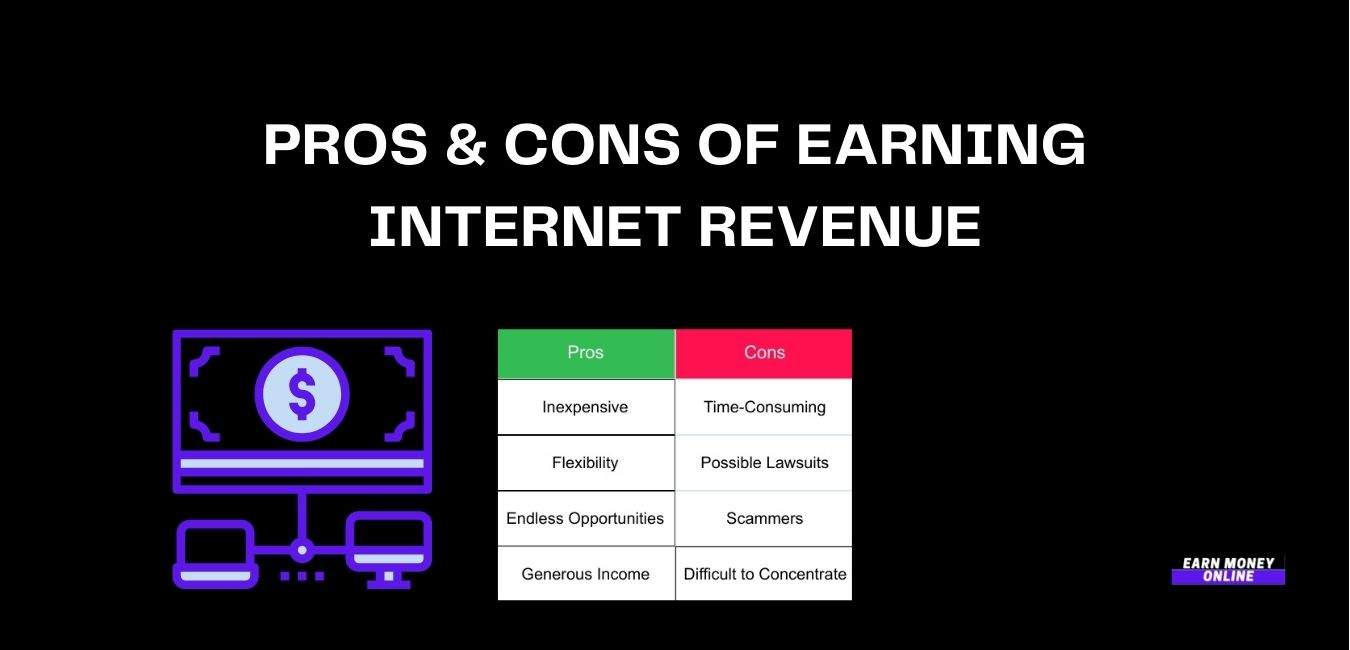 PROS & CONS OF EARNING
INTERNET REVENUE
$
Pros Cons
Inexpensive Time-Consuming
Flexibility Possible Lawsuits
Endless Opportunities Scammers
Generous Income Difficult to Concentrate
EARN MONEY
ONLINE